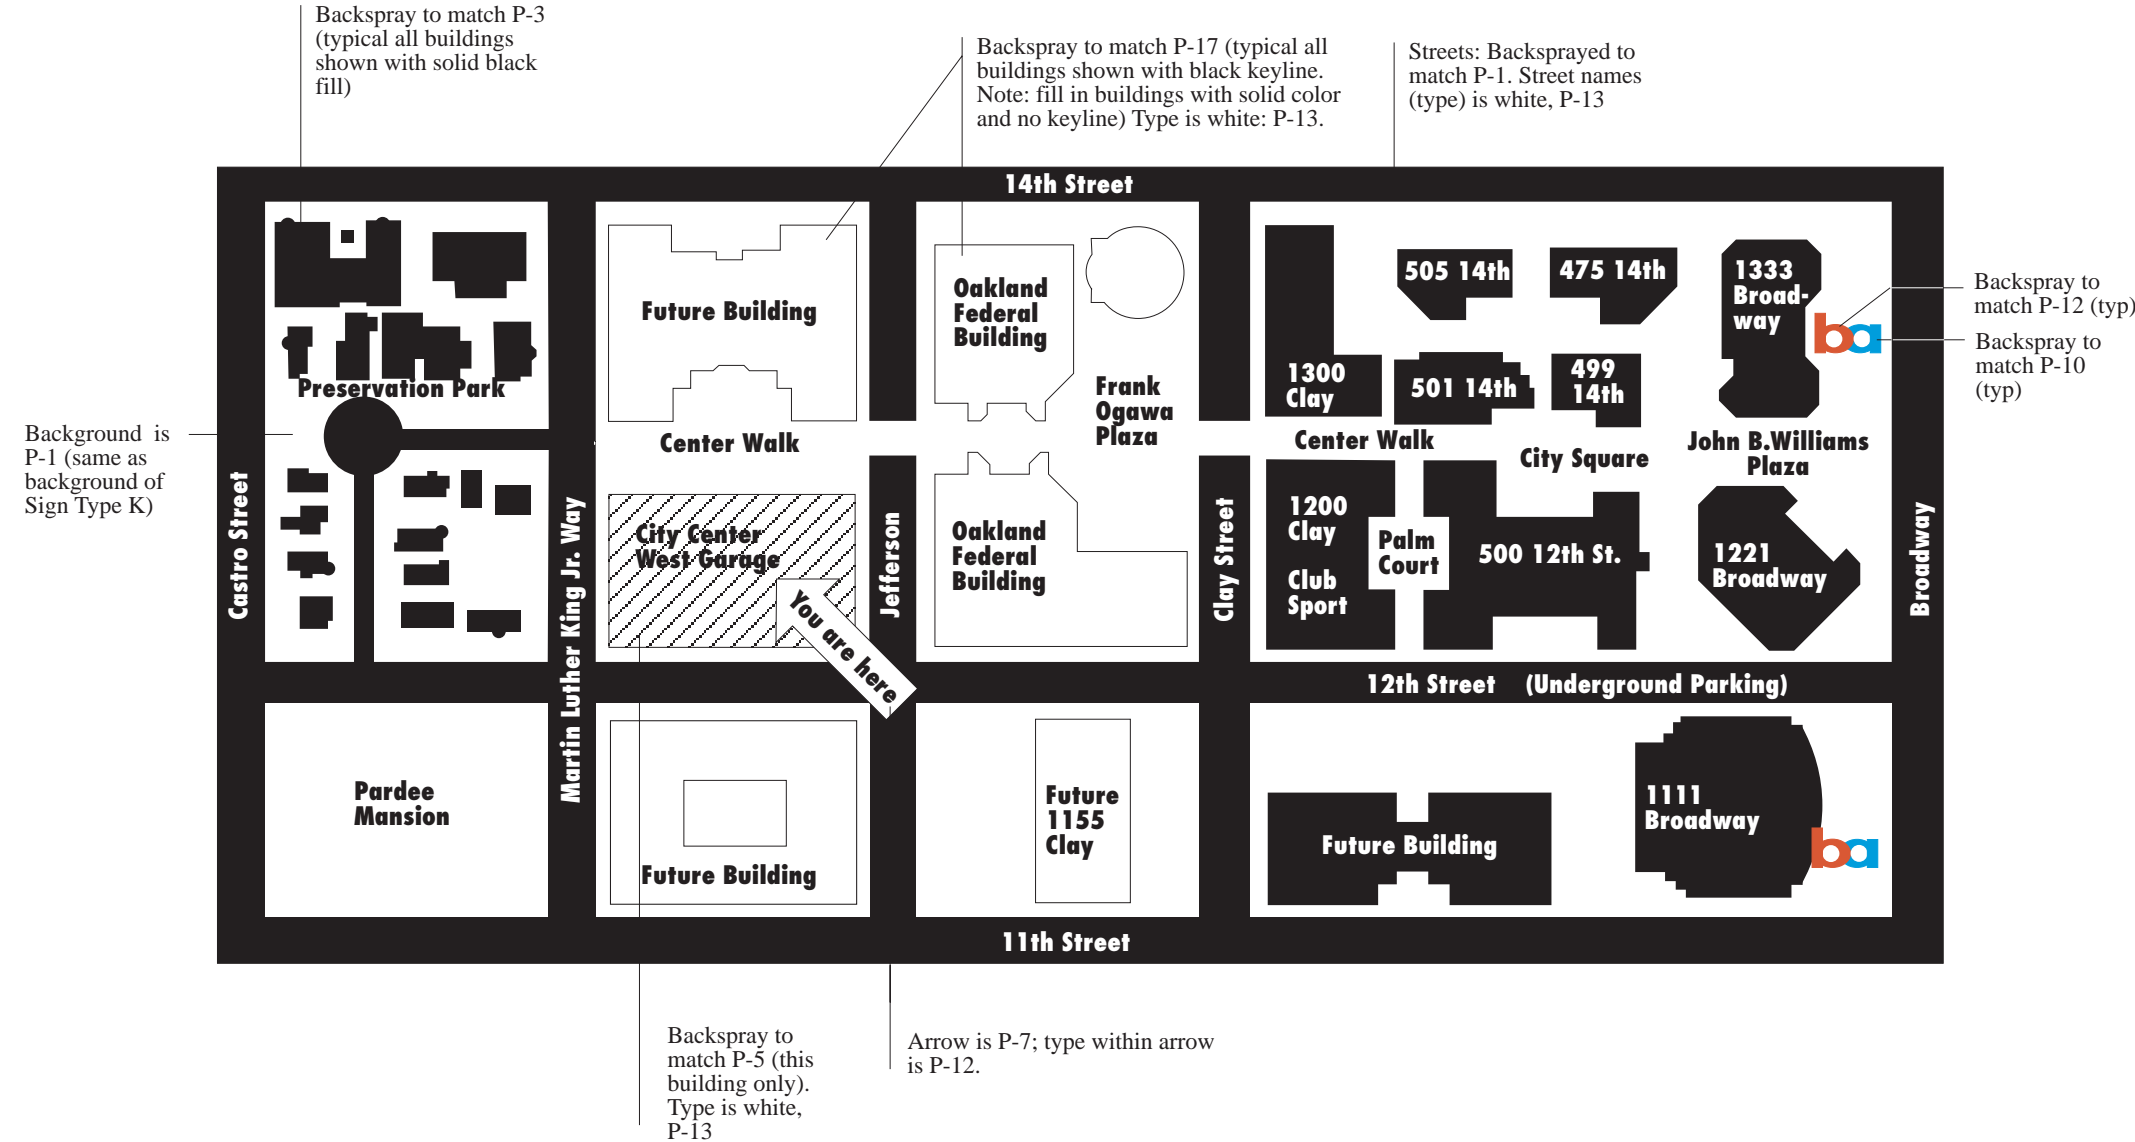 Backspray to match P-3
(typical all buildings
shown with solid black
fill)
Backspray to match P-17 (typical all
buildings shown with black keyline.
Note: fill in buildings with solid color
and no keyline) Type is white: P-13.
Streets: Backsprayed to
match P-1. Street names
(type) is white, P-13
14th Street
Future Building
Oakland
Federal
Building
505 14th
475 14th
1333
Broad-
way
ba
Backspray to
match P-12 (typ)
Backspray to
match P-10
(typ)
Preservation Park
Frank
Ogawa
Plaza
1300
Clay
501 14th
499
14th
Background is
P-1 (same as
background of
Sign Type K)
Center Walk
Center Walk
City Square
John B.Williams
Plaza
Castro Street
Martin Luther King Jr. Way
City Center
West Garage
You are here
Jefferson
Oakland
Federal
Building
Clay Street
1200
Clay
Club
Sport
Palm
Court
500 12th St.
1221
Broadway
Broadway
12th Street (Underground Parking)
Pardee
Mansion
Future Building
Future
1155
Clay
Future Building
1111
Broadway
ba
11th Street
Backspray to
match P-5 (this
building only).
Type is white,
P-13
Arrow is P-7; type within arrow
is P-12.